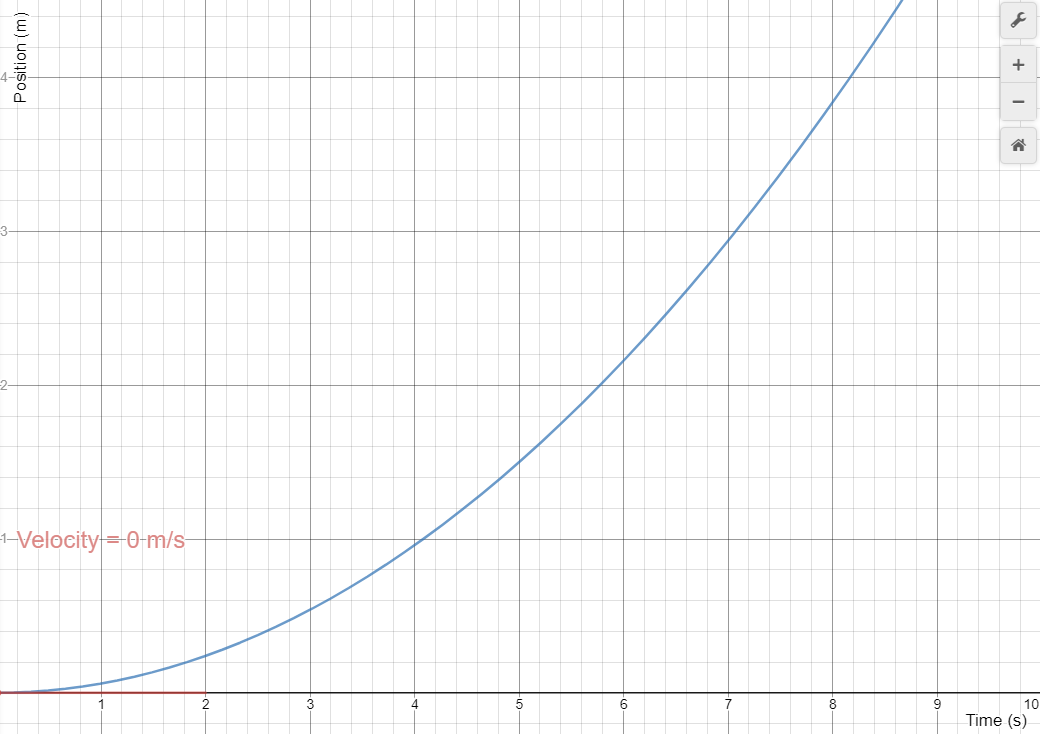 Position (m)
4
3
2
1
Velocity = 0 m/s
1 2 3 4 5 6 7 8 9 10
Time (s)
+
−